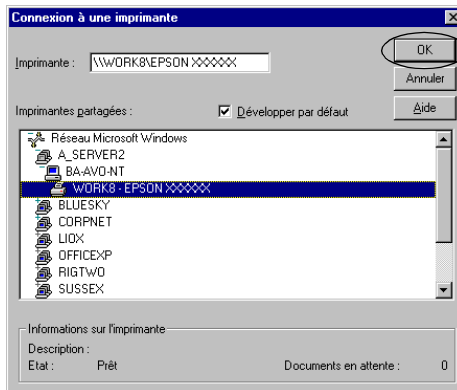 Connexion à une imprimante
Imprimante : \\WORK8\EPSON XXXXXX
OK
Annuler
Aide
Imprimantes partagées : Développer par défaut
Réseau Microsoft Windows
A_SERVER2
BA-AVO-NT
WORK8 - EPSON XXXXXX
BLUESKY
CORPNET
LIOX
OFFICEXP
RIGTWO
SUSSEX
Informations sur l'imprimante
Description :
Etat : Prêt Documents en attente : 0